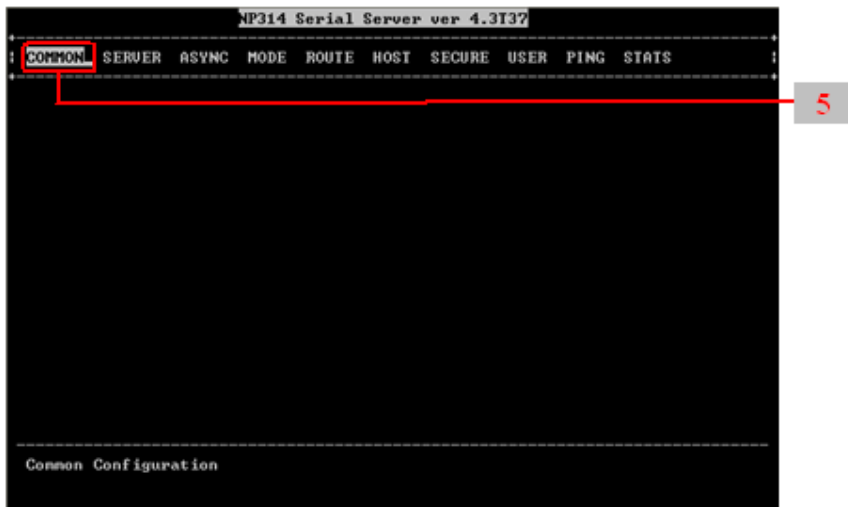 NP314 Serial Server ver 4.3T37
COMMON SERVER ASYNC MODE ROUTE HOST SECURE USER PING STATS
5
Common Configuration